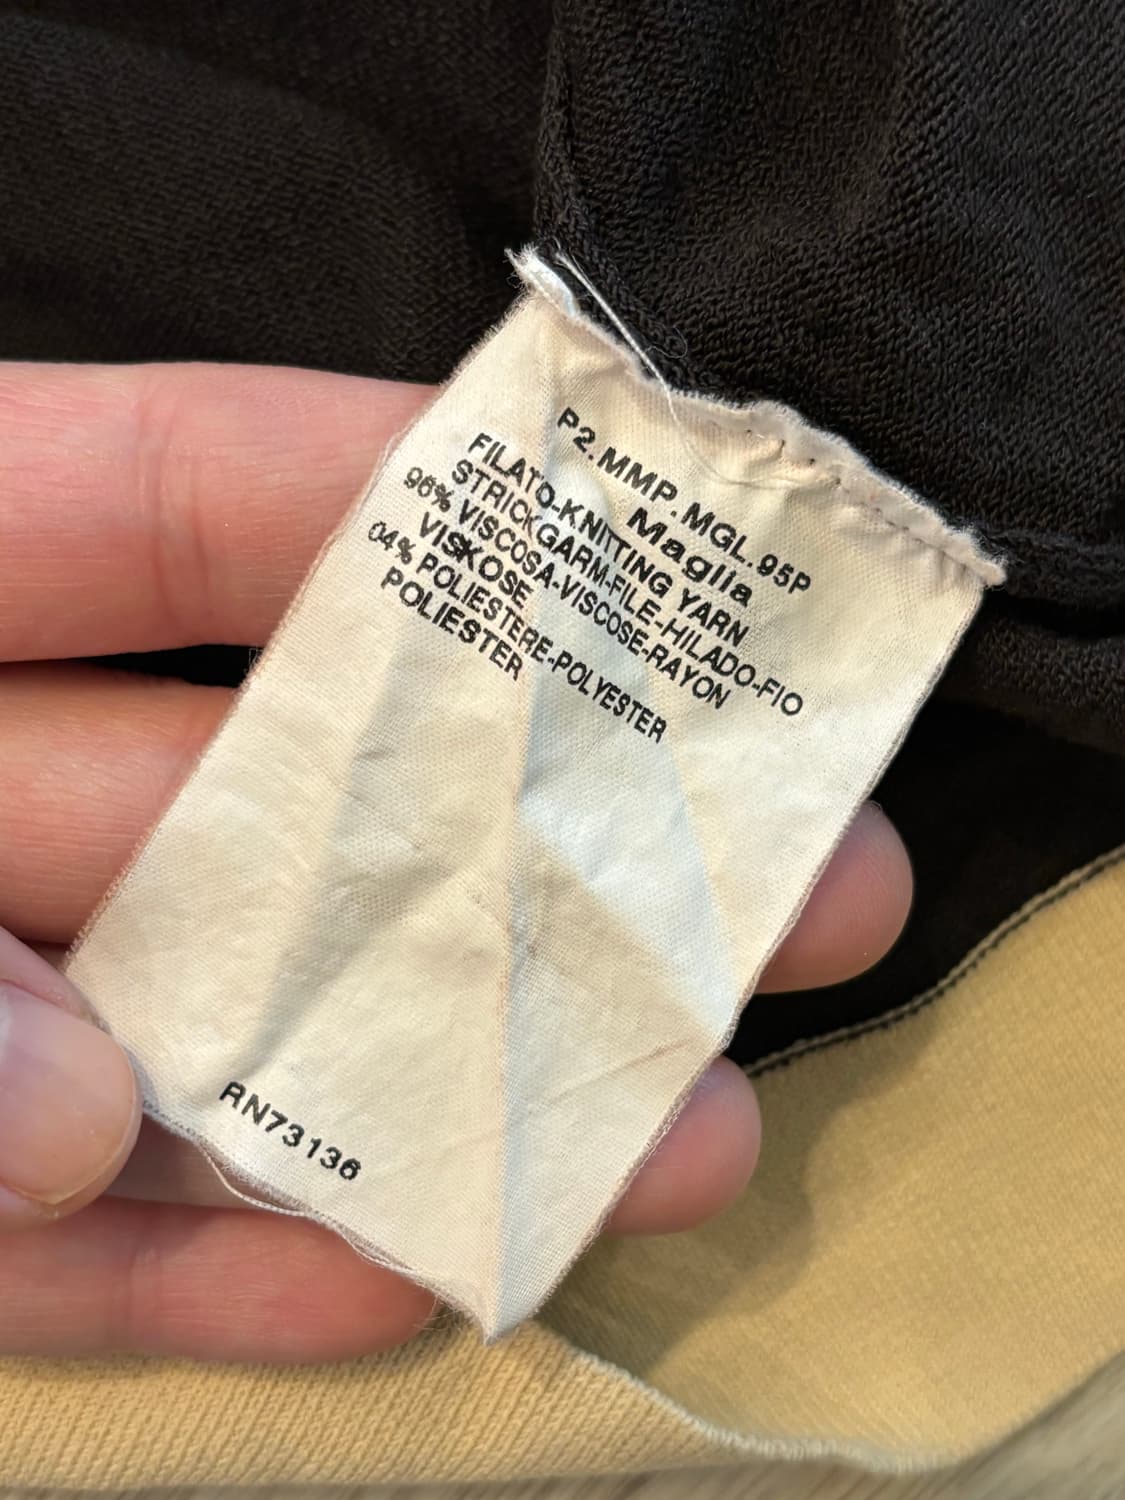 P2.MMP.MGL.95P
Maglia
FILATO-KNITTING YARN
STRICKGARM-FILE-HILADO-FIO
96% VISCOSA-VISCOSE-RAYON
VISKOSE
04% POLIESTERE-POLYESTER
POLIESTER
RN73136